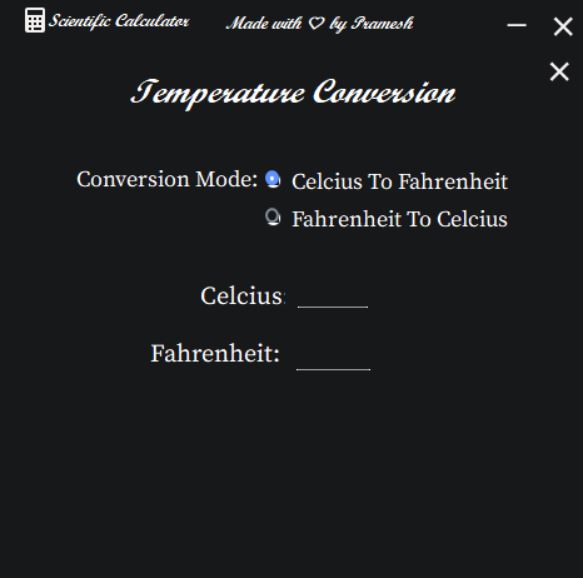 Scientific Calculator Made with ♡ by Pramesh
Temperature Conversion
Conversion Mode: Celcius To Fahrenheit
Fahrenheit To Celcius
Celcius:
Fahrenheit: